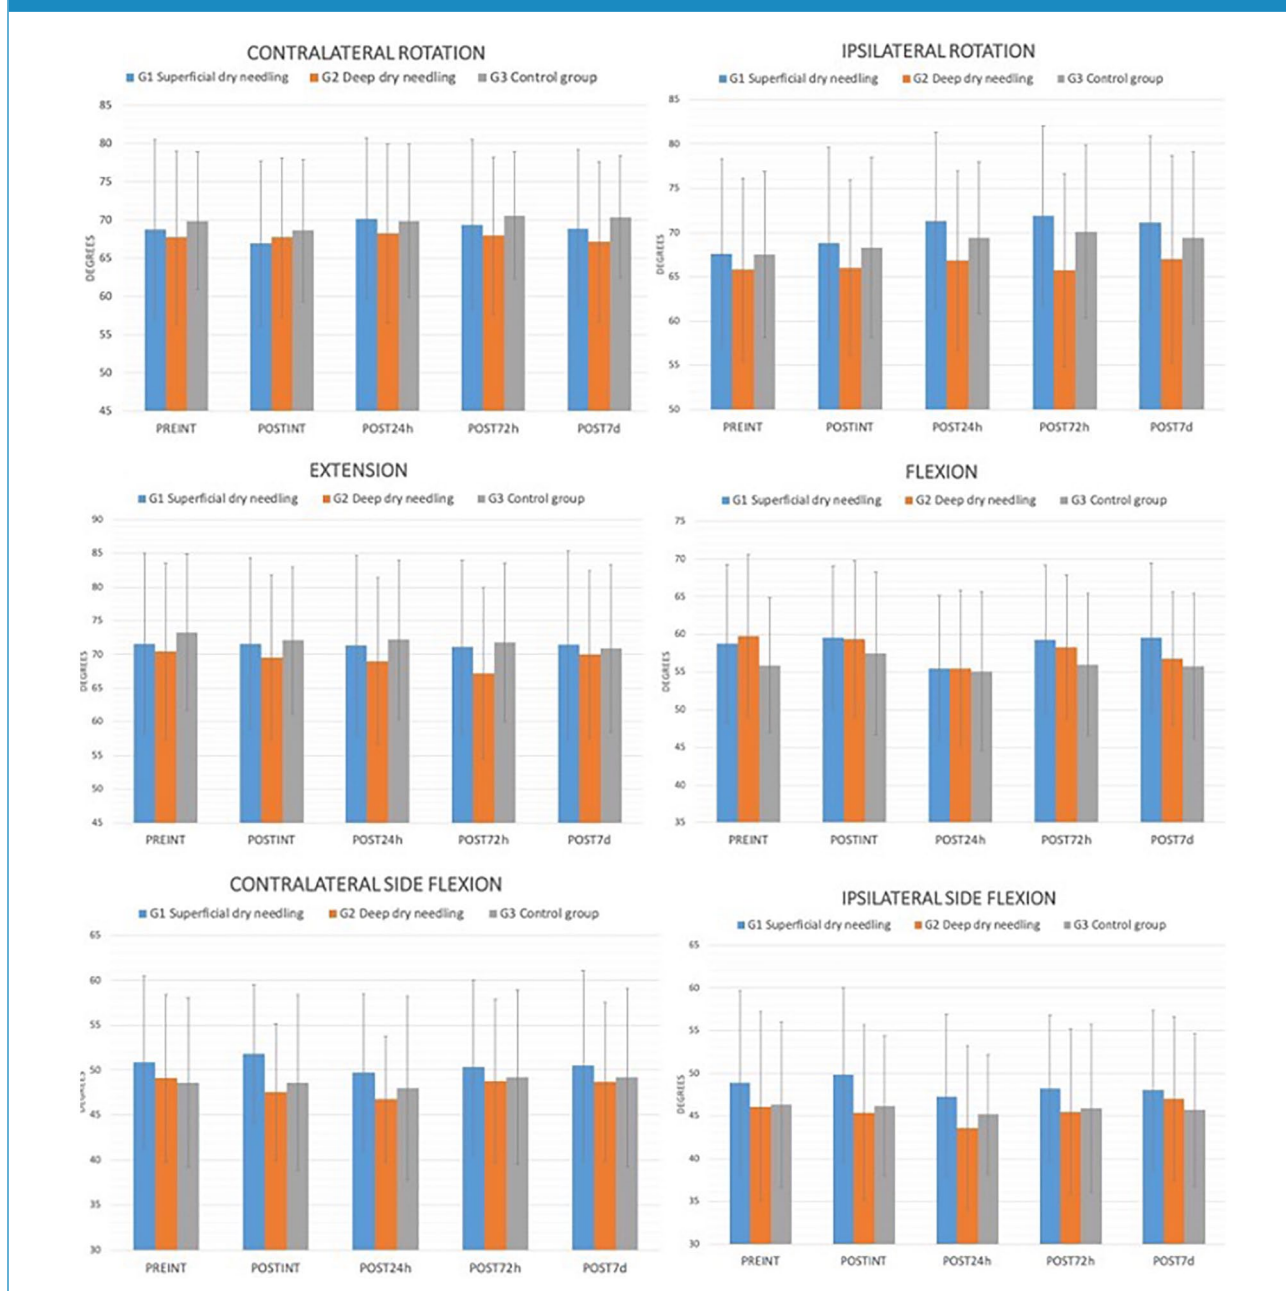 CONTRALATERAL ROTATION
G1 Superficial dry needling G2 Deep dry needling G3 Control group
85
80
75
70
65
60
55
50
45
DEGREES
PREINT POSTINT POST24h POST72h POST7d
IPSILATERAL ROTATION
G1 Superficial dry needling G2 Deep dry needling G3 Control group
85
80
75
70
65
60
55
50
DEGREES
PREINT POSTINT POST24h POST72h POST7d
EXTENSION
G1 Superficial dry needling G2 Deep dry needling G3 Control group
90
85
80
75
70
65
60
55
50
45
DEGREES
PREINT POSTINT POST24h POST72h POST7d
FLEXION
G1 Superficial dry needling G2 Deep dry needling G3 Control group
75
70
65
60
55
50
45
40
35
DEGREES
PREINT POSTINT POST24h POST72h POST7d
CONTRALATERAL SIDE FLEXION
G1 Superficial dry needling G2 Deep dry needling G3 Control group
65
60
55
50
45
40
35
30
DEGREES
PREINT POSTINT POST24h POST72h POST7d
IPSILATERAL SIDE FLEXION
G1 Superficial dry needling G2 Deep dry needling G3 Control group
65
60
55
50
45
40
35
30
DEGREES
PREINT POSTINT POST24h POST72h POST7d